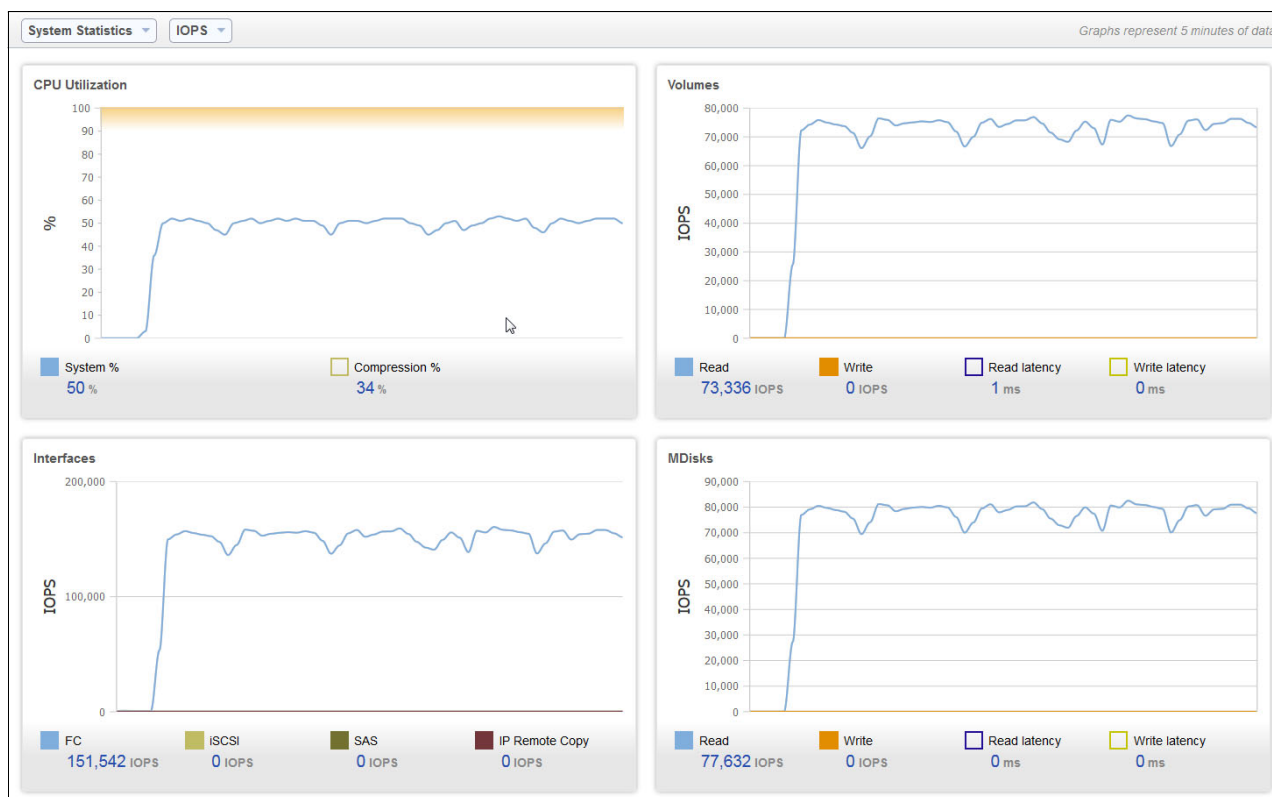 System Statistics IOPS Graphs represent 5 minutes of data
CPU Utilization
100
90
80
70
60
50
40
30
20
10
0
%
System % Compression %
50 % 34 %
Volumes
80,000
70,000
60,000
50,000
40,000
30,000
20,000
10,000
0
IOPS
Read Write Read latency Write latency
73,336 IOPS 0 IOPS 1 ms 0 ms
Interfaces
200,000
100,000
0
IOPS
FC iSCSI SAS IP Remote Copy
151,542 IOPS 0 IOPS 0 IOPS 0 IOPS
MDisks
90,000
80,000
70,000
60,000
50,000
40,000
30,000
20,000
10,000
0
IOPS
Read Write Read latency Write latency
77,632 IOPS 0 IOPS 0 ms 0 ms